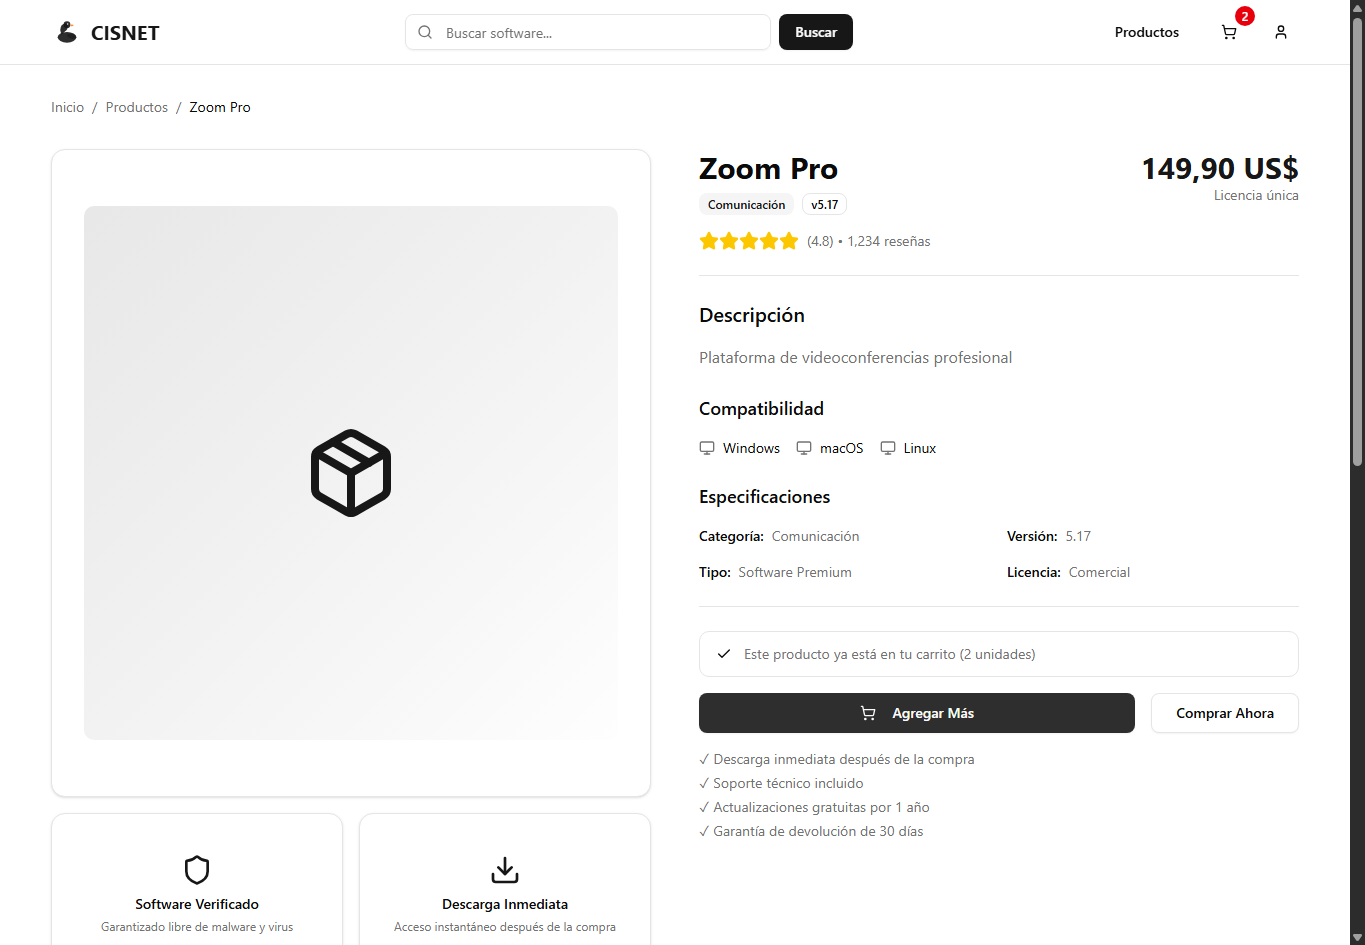 CISNET
Buscar software...
Buscar
Productos
2
Inicio / Productos / Zoom Pro
Zoom Pro
149,90 US$
Licencia única
Comunicación
v5.17
(4.8) • 1,234 reseñas
Descripción
Plataforma de videoconferencias profesional
Compatibilidad
Windows
macOS
Linux
Especificaciones
Categoría: Comunicación
Versión: 5.17
Tipo: Software Premium
Licencia: Comercial
Este producto ya está en tu carrito (2 unidades)
Agregar Más
Comprar Ahora
✓ Descarga inmediata después de la compra
✓ Soporte técnico incluido
✓ Actualizaciones gratuitas por 1 año
✓ Garantía de devolución de 30 días
Software Verificado
Garantizado libre de malware y virus
Descarga Inmediata
Acceso instantáneo después de la compra